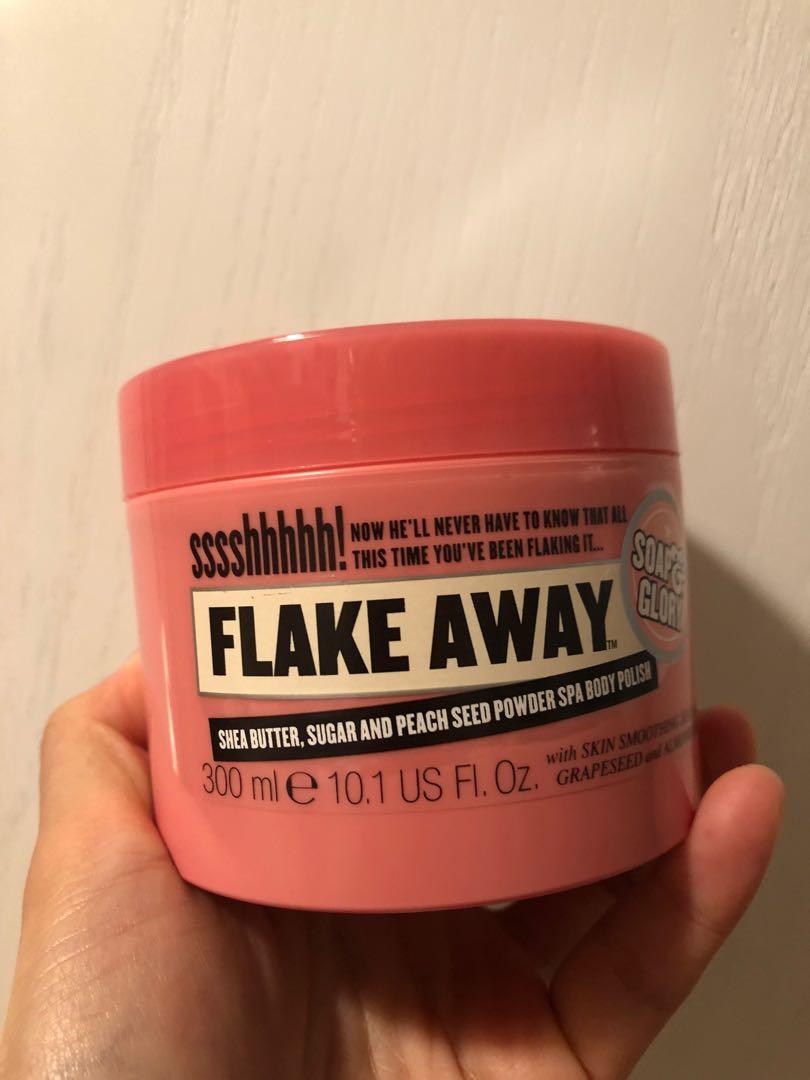 sssshhhhh! NOW HE'LL NEVER HAVE TO KNOW THAT ALL
THIS TIME YOU'VE BEEN FLAKING IT...
SOAP &
GLORY
FLAKE AWAY™
SHEA BUTTER, SUGAR AND PEACH SEED POWDER SPA BODY POLISH
300 ml e 10.1 US Fl. Oz.
with SKIN SMOOTHING
GRAPESEED and